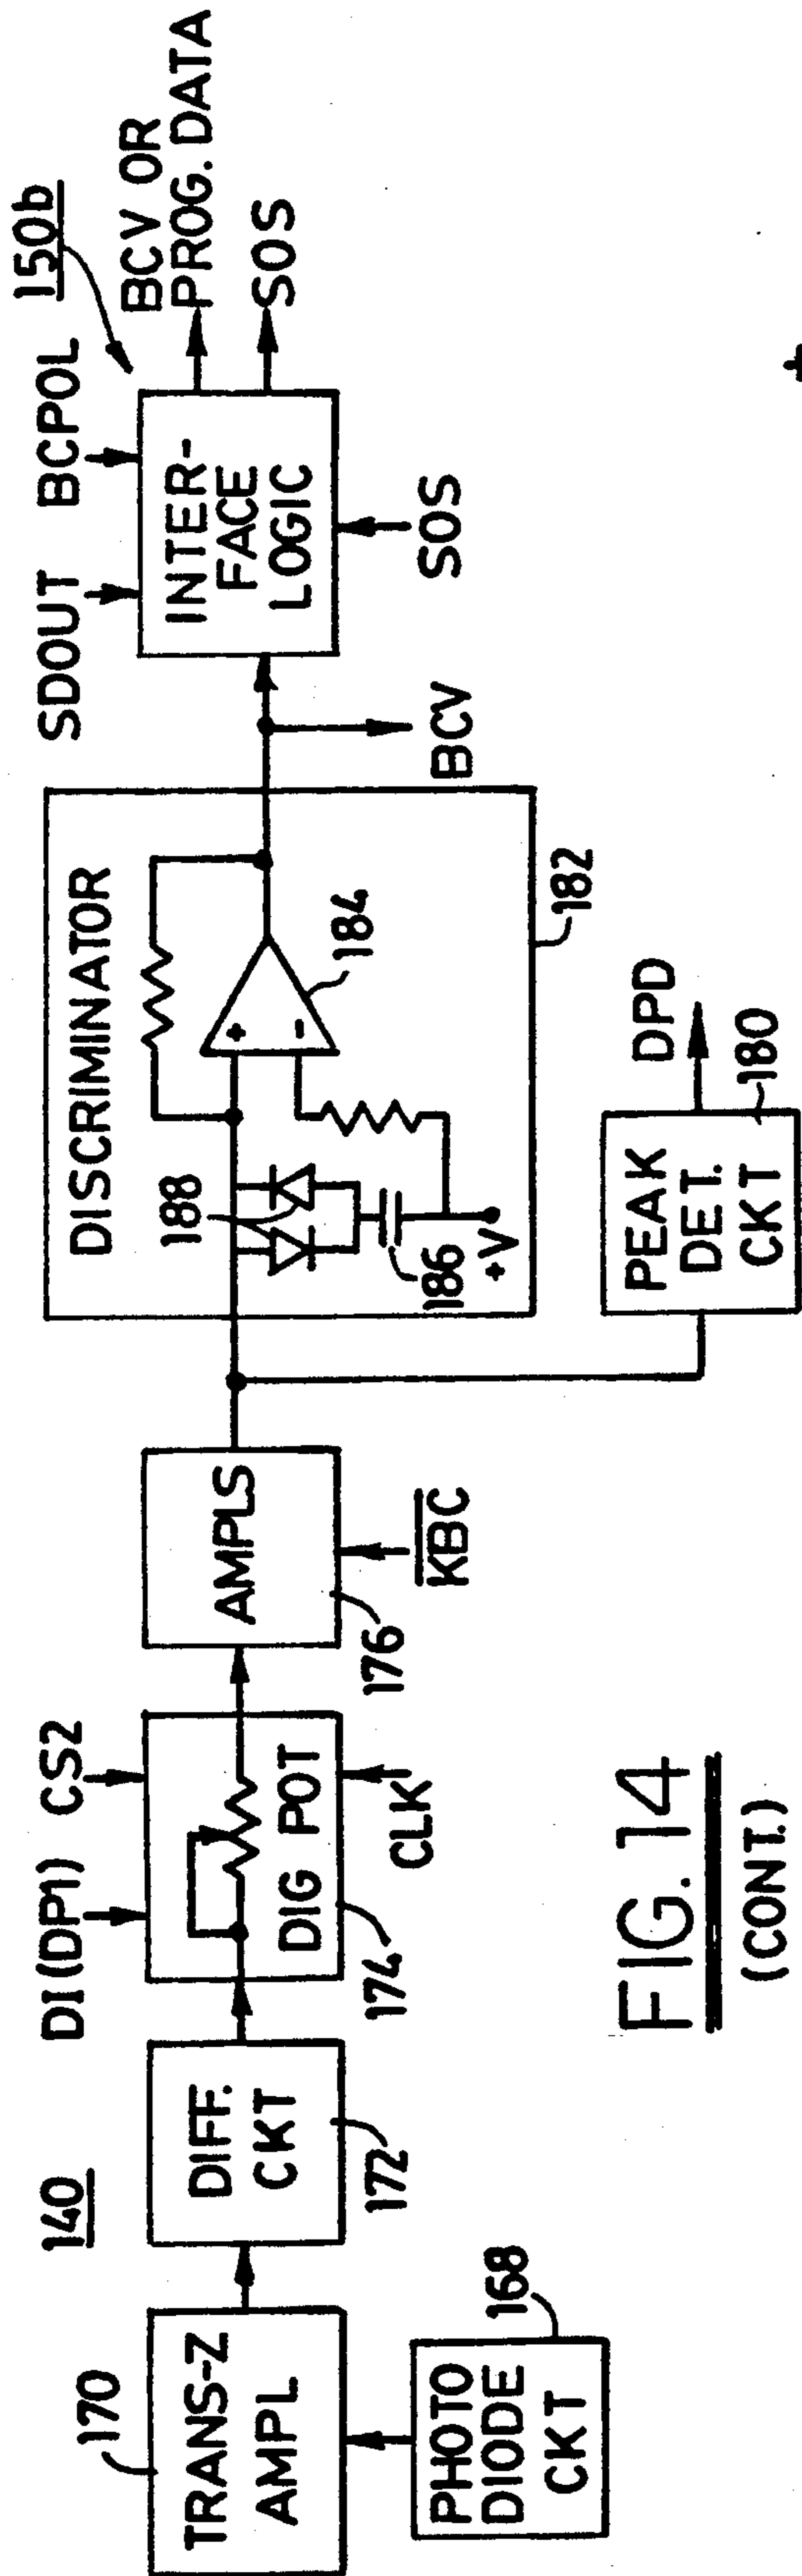 140
170
TRANS-Z
AMPL
PHOTO
DIODE
CKT
168
DIFF.
CKT
172
DI(DP1)
CS2
DIG POT
174
CLK
AMPLS
176
KBC
DISCRIMINATOR
188
186
+V
+
-
184
182
PEAK
DET.
CKT
180
DPD
BCV
SDOUT
BCPOL
INTER-
FACE
LOGIC
SOS
150b
BCV OR
PROG. DATA
SOS
FIG. 14
(CONT.)